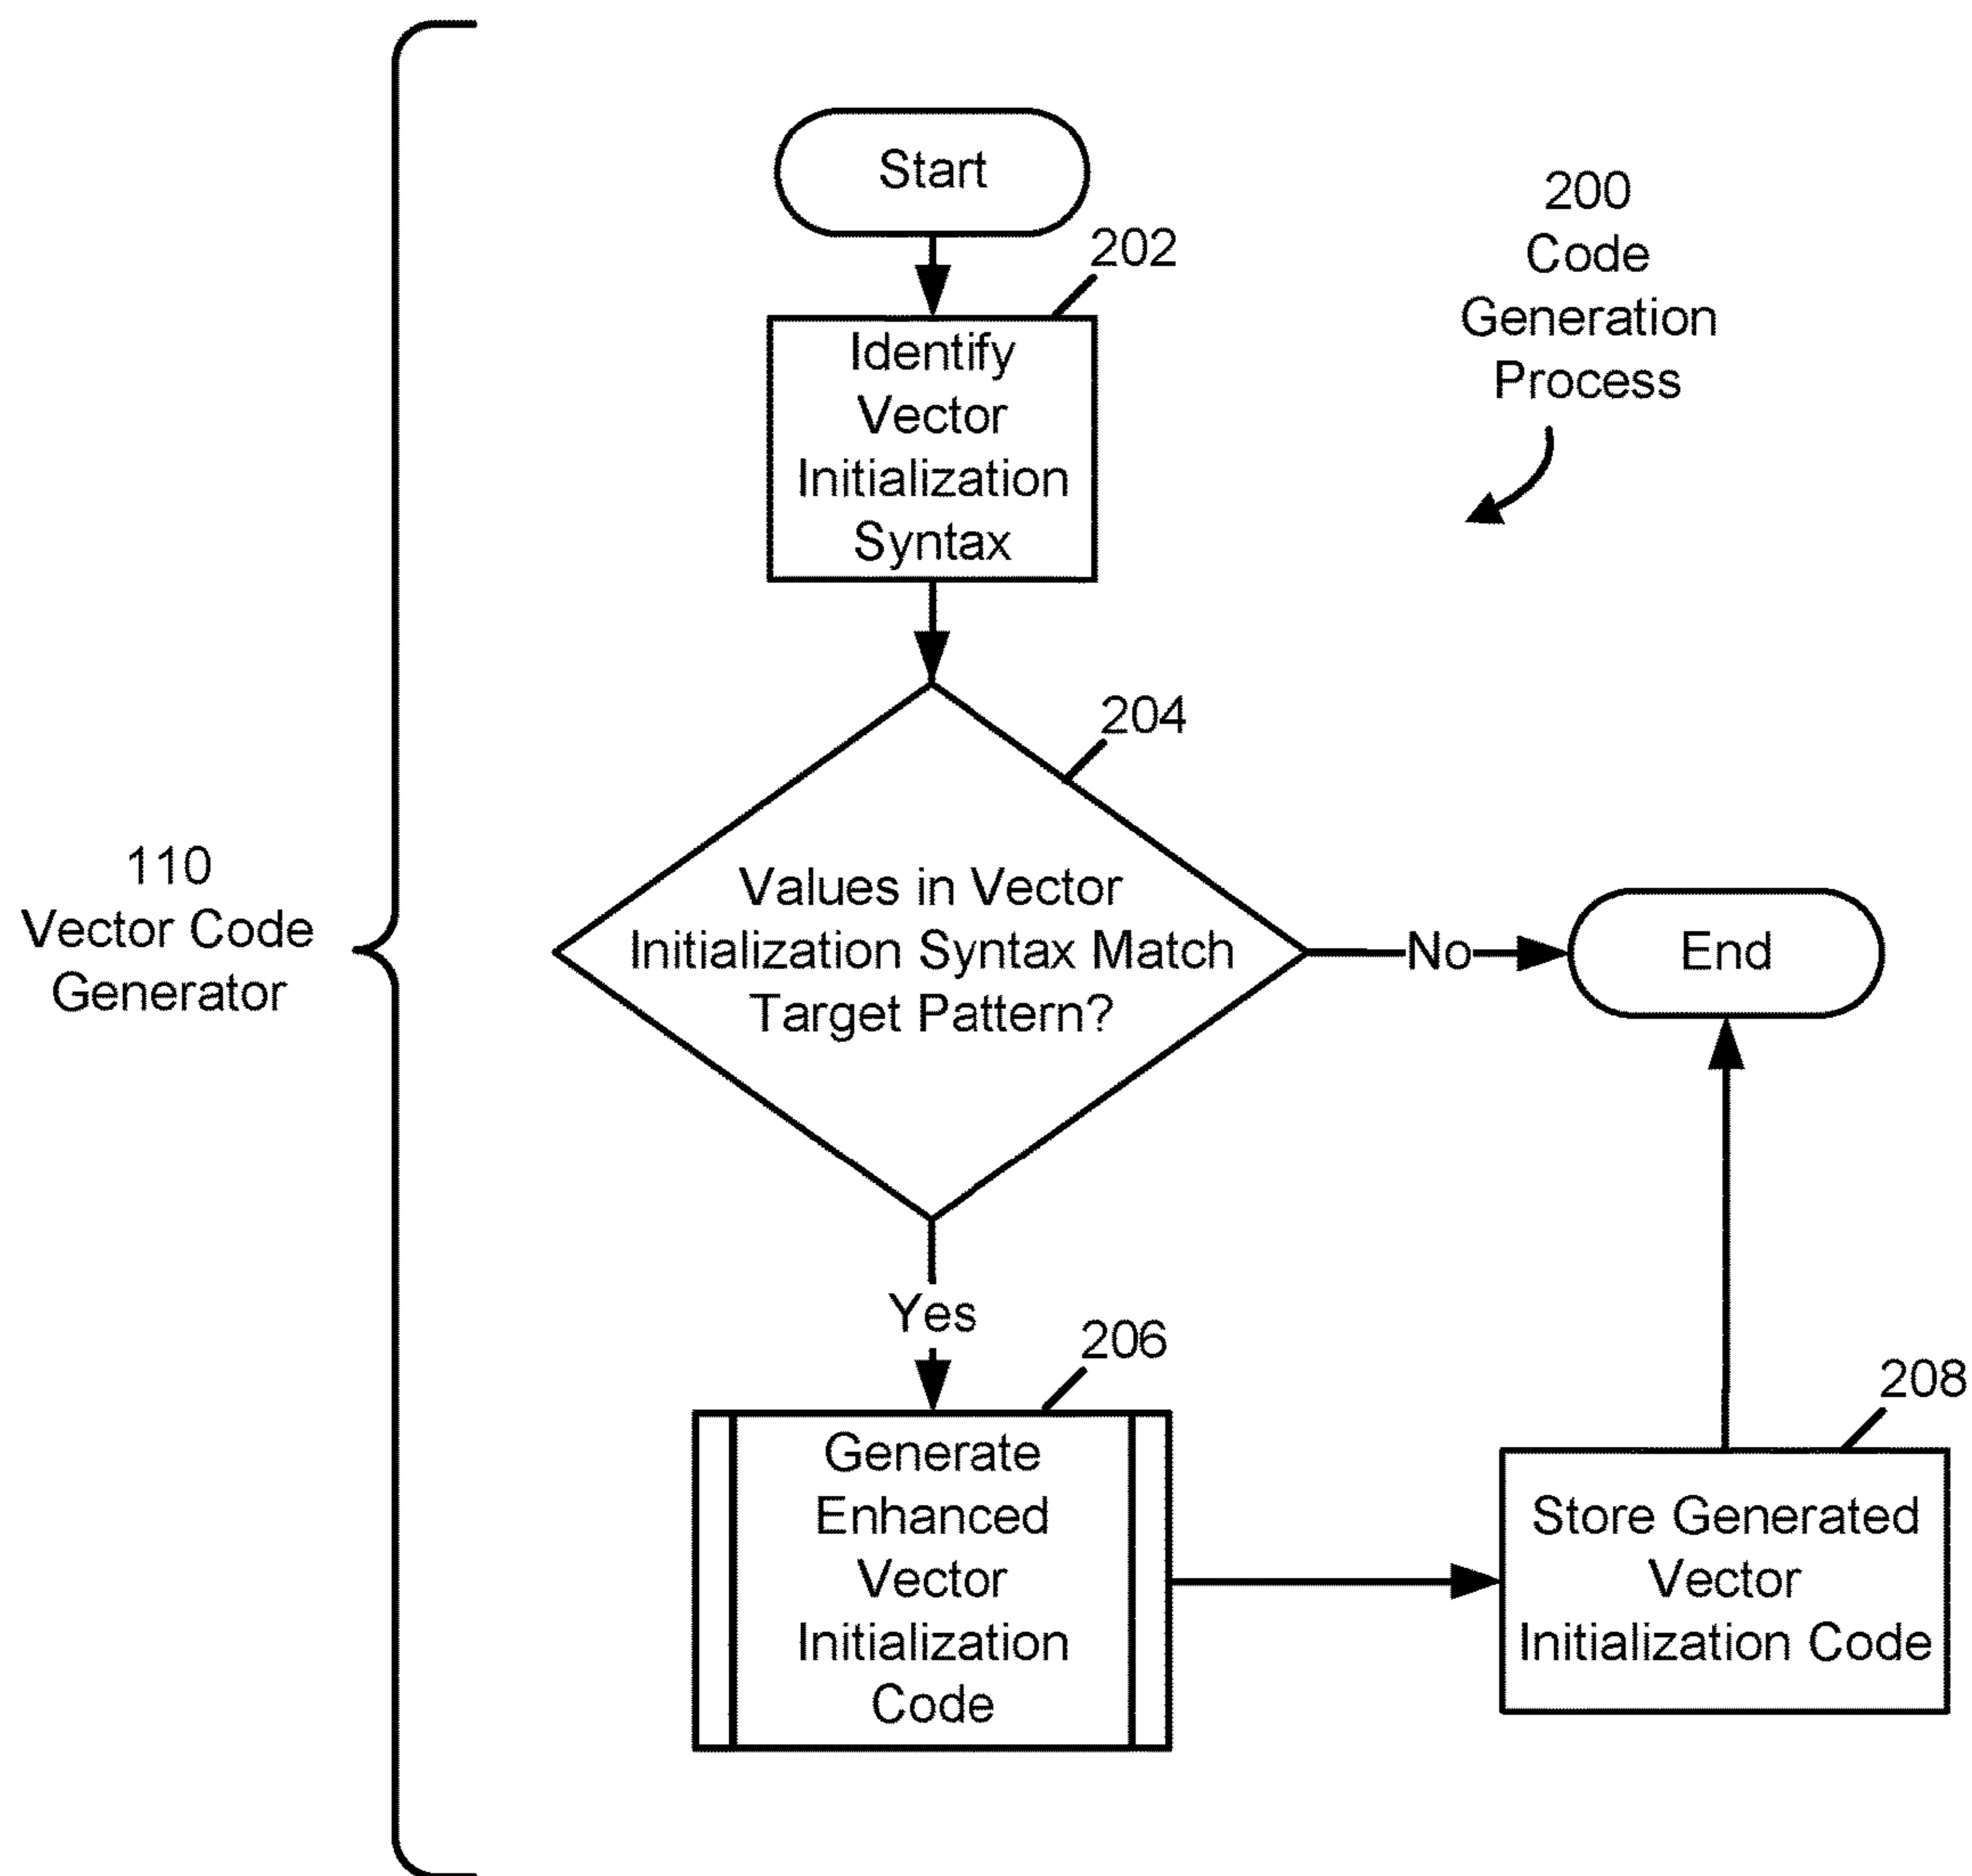 Start
202
200
Code
Generation
Process
Identify
Vector
Initialization
Syntax
204
110
Vector Code
Generator
Values in Vector
Initialization Syntax Match
Target Pattern?
No
End
Yes
206
Generate
Enhanced
Vector
Initialization
Code
208
Store Generated
Vector
Initialization Code